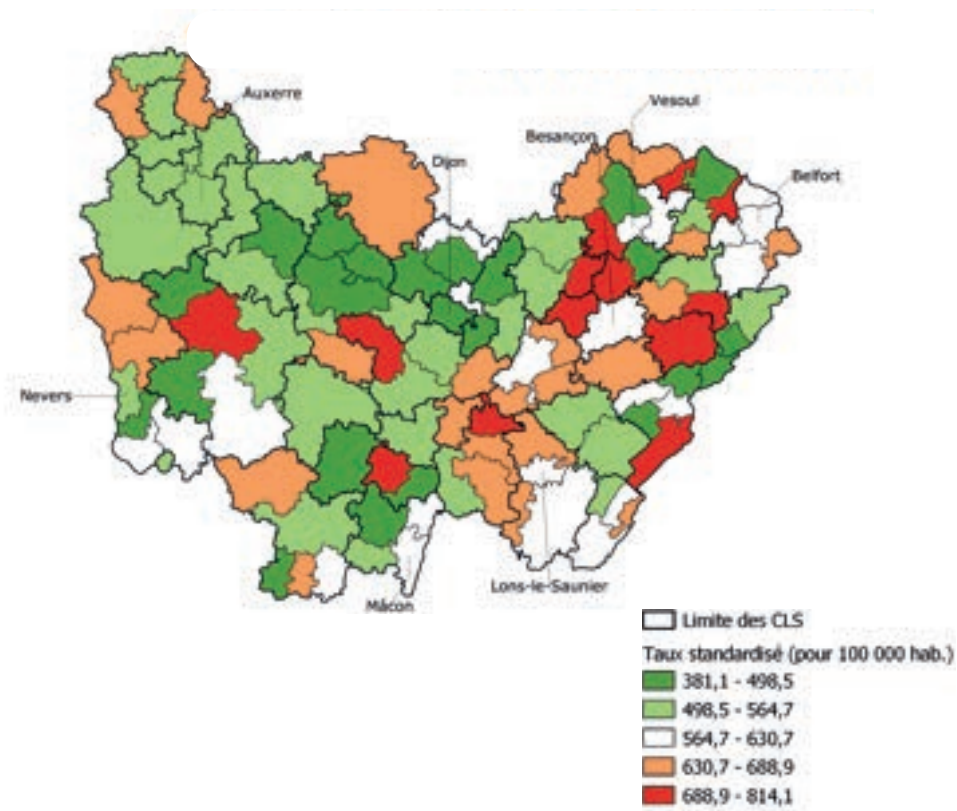 Auxerre
Vesoul
Besançon
Dijon
Belfort
Nevers
Lons-le-Saunier
Mâcon
Limite des CLS
Taux standardisé (pour 100 000 hab.)
381,1 - 498,5
498,5 - 564,7
564,7 - 630,7
630,7 - 688,9
688,9 - 814,1